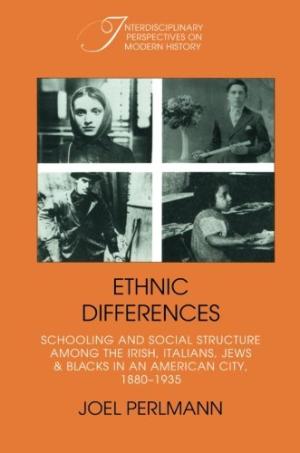 INTERDISCIPLINARY
PERSPECTIVES ON
MODERN HISTORY
ETHNIC
DIFFERENCES
SCHOOLING AND SOCIAL STRUCTURE
AMONG THE IRISH, ITALIANS, JEWS
& BLACKS IN AN AMERICAN CITY,
1880–1935
JOEL PERLMANN